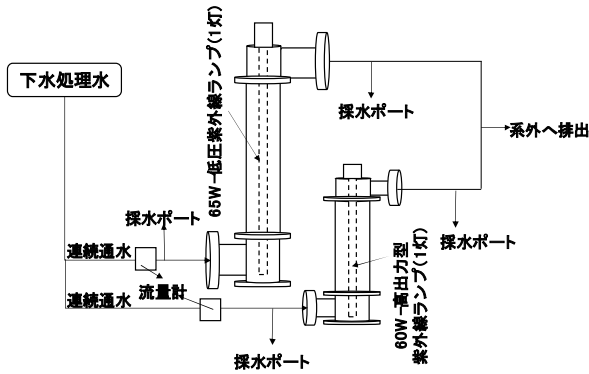 下水処理水
65W-低圧紫外線ランプ(1灯)
採水ポート
系外へ排出
採水ポート
採水ポート
連続通水
流量計
連続通水
60W-高出力型
紫外線ランプ(1灯)
採水ポート